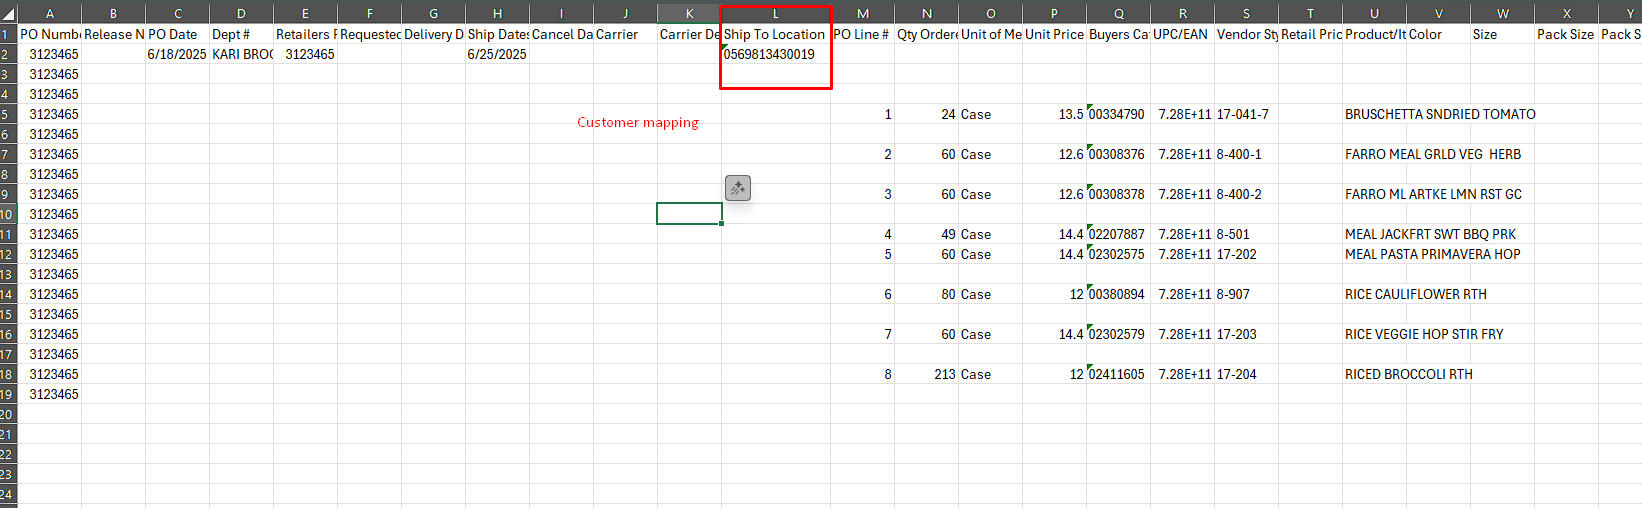 A B C D E F G H I J K L M N O P Q R S T U V W X Y
1 PO Numbe Release N PO Date Dept # Retailers F Requested Delivery D Ship Dates Cancel Da Carrier Carrier De Ship To Location PO Line # Qty Ordere Unit of Me Unit Price Buyers Ca UPC/EAN Vendor Sty Retail Pric Product/It Color Size Pack Size Pack S
2 3123465 6/18/2025 KARI BROO 3123465 6/25/2025 0569813430019
3 3123465
4 3123465
5 3123465 1 24 Case 13.5 00334790 7.28E+11 17-041-7 BRUSCHETTA SNDRIED TOMATO
Customer mapping
6 3123465
7 3123465 2 60 Case 12.6 00308376 7.28E+11 8-400-1 FARRO MEAL GRLD VEG  HERB
8 3123465
9 3123465 3 60 Case 12.6 00308378 7.28E+11 8-400-2 FARRO ML ARTKE LMN RST GC
10 3123465
11 3123465 4 49 Case 14.4 02207887 7.28E+11 8-501 MEAL JACKFRT SWT BBQ PRK
12 3123465 5 60 Case 14.4 02302575 7.28E+11 17-202 MEAL PASTA PRIMAVERA HOP
13 3123465
14 3123465 6 80 Case 12 00380894 7.28E+11 8-907 RICE CAULIFLOWER RTH
15 3123465
16 3123465 7 60 Case 14.4 02302579 7.28E+11 17-203 RICE VEGGIE HOP STIR FRY
17 3123465
18 3123465 8 213 Case 12 02411605 7.28E+11 17-204 RICED BROCCOLI RTH
19 3123465
20
21
22
23
24